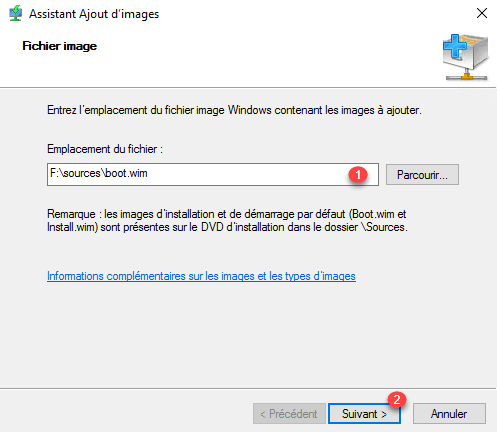 Assistant Ajout d'images
Fichier image
Entrez l'emplacement du fichier image Windows contenant les images à ajouter.
Emplacement du fichier :
F:\sources\boot.wim
1
Parcourir...
Remarque : les images d'installation et de démarrage par défaut (Boot.wim et
Install.wim) sont présentes sur le DVD d'installation dans le dossier \Sources.
Informations complémentaires sur les images et les types d'images
2
< Précédent
Suivant >
Annuler